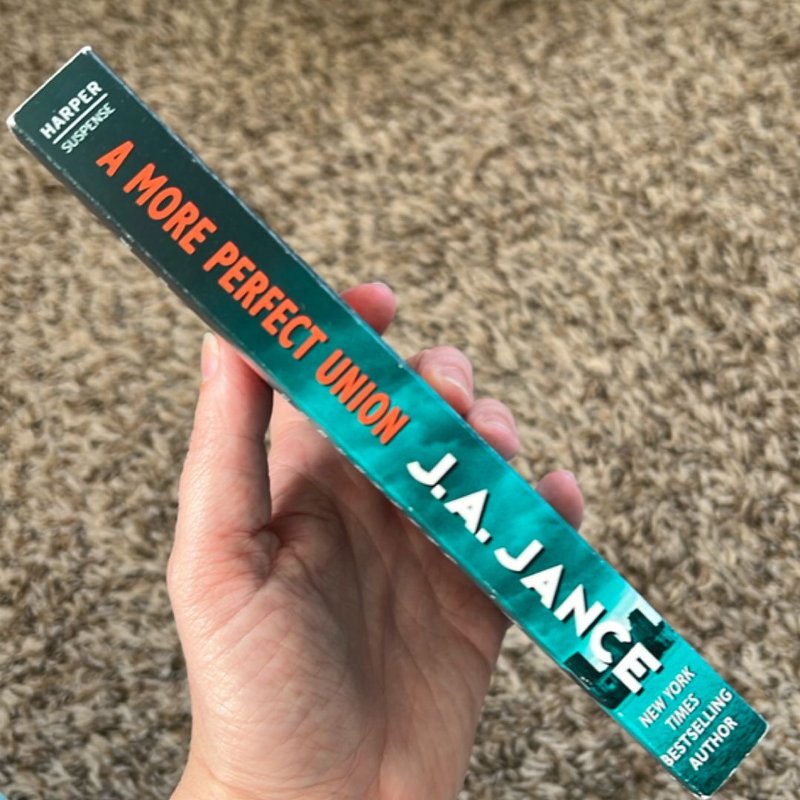 HARPER
SUSPENSE
A MORE PERFECT UNION
J.A. JANCE
NEW YORK
TIMES
BESTSELLING
AUTHOR